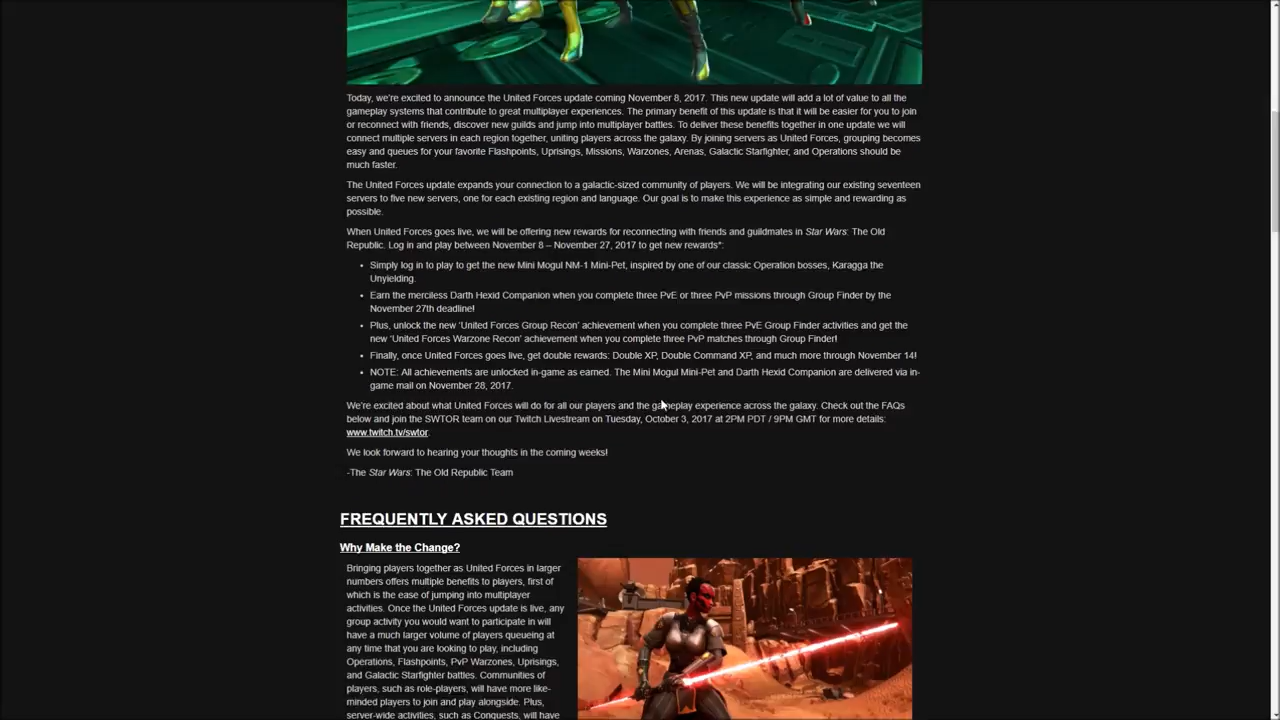 Today, we're excited to announce the United Forces update coming November 8, 2017. This new update will add a lot of value to all the
gameplay systems that contribute to great multiplayer experiences. The primary benefit of this update is that it will be easier for you to join
or reconnect with friends, discover new guilds and jump into multiplayer battles. To deliver these benefits together in one update we will
connect multiple servers in each region together, uniting players across the galaxy. By joining servers as United Forces, grouping becomes
easy and queues for your favorite Flashpoints, Uprisings, Missions, Warzones, Arenas, Galactic Starfighter, and Operations should be
much faster.
The United Forces update expands your connection to a galactic-sized community of players. We will be integrating our existing seventeen
servers to five new servers, one for each existing region and language. Our goal is to make this experience as simple and rewarding as
possible.
When United Forces goes live, we will be offering new rewards for reconnecting with friends and guildmates in Star Wars: The Old
Republic. Log in and play between November 8 – November 27, 2017 to get new rewards*:
• Simply log in to play to get the new Mini Mogul NM-1 Mini-Pet, inspired by one of our classic Operation bosses, Karagga the
Unyielding.
• Earn the merciless Darth Hexid Companion when you complete three PvE or three PvP missions through Group Finder by the
November 27th deadline!
• Plus, unlock the new 'United Forces Group Recon' achievement when you complete three PvE Group Finder activities and get the
new 'United Forces Warzone Recon' achievement when you complete three PvP matches through Group Finder!
• Finally, once United Forces goes live, get double rewards: Double XP, Double Command XP, and much more through November 14!
• NOTE: All achievements are unlocked in-game as earned. The Mini Mogul Mini-Pet and Darth Hexid Companion are delivered via in-
game mail on November 28, 2017.
We're excited about what United Forces will do for all our players and the gameplay experience across the galaxy. Check out the FAQs
below and join the SWTOR team on our Twitch Livestream on Tuesday, October 3, 2017 at 2PM PDT / 9PM GMT for more details:
www.twitch.tv/swtor.
We look forward to hearing your thoughts in the coming weeks!
-The Star Wars: The Old Republic Team
FREQUENTLY ASKED QUESTIONS
Why Make the Change?
Bringing players together as United Forces in larger
numbers offers multiple benefits to players, first of
which is the ease of jumping into multiplayer
activities. Once the United Forces update is live, any
group activity you would want to participate in will
have a much larger volume of players queueing at
any time that you are looking to play, including
Operations, Flashpoints, PvP Warzones, Uprisings,
and Galactic Starfighter battles. Communities of
players, such as role-players, will have more like-
minded players to join and play alongside. Plus,
server-wide activities, such as Conquests, will have